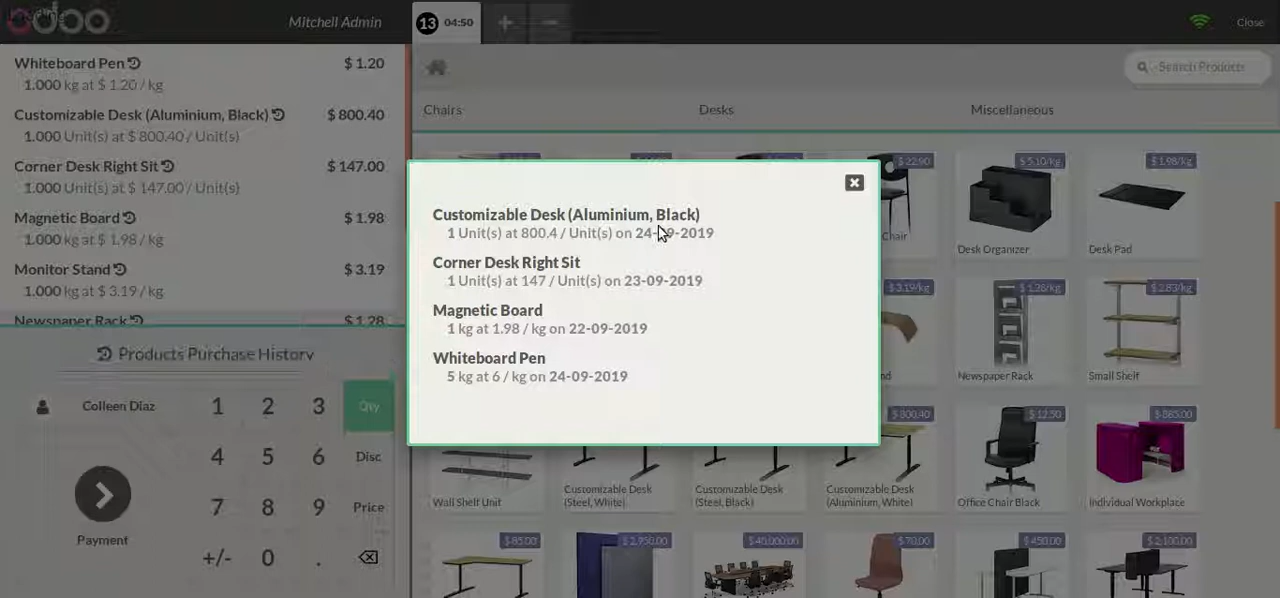 odoo
Mitchell Admin
13 04:50
Close
Whiteboard Pen $ 1.20
1.000 kg at $ 1.20 / kg
Customizable Desk (Aluminium, Black) $ 800.40
1.000 Unit(s) at $ 800.40 / Unit(s)
Corner Desk Right Sit $ 147.00
1.000 Unit(s) at $ 147.00 / Unit(s)
Magnetic Board $ 1.98
1.000 kg at $ 1.98 / kg
Monitor Stand $ 3.19
1.000 kg at $ 3.19 / kg
Newspaper Rack $ 1.28
Products Purchase History
Colleen Diaz
1 2 3 Qty
4 5 6 Disc
7 8 9 Price
+/- 0 .
Payment
Search Products
Chairs Desks Miscellaneous
Customizable Desk (Aluminium, Black)
1 Unit(s) at 800.4 / Unit(s) on 24-09-2019
Corner Desk Right Sit
1 Unit(s) at 147 / Unit(s) on 23-09-2019
Magnetic Board
1 kg at 1.98 / kg on 22-09-2019
Whiteboard Pen
5 kg at 6 / kg on 24-09-2019
$ 22.90 $ 5.10/kg $ 1.98/kg
Chair Desk Organizer Desk Pad
$ 3.19/kg $ 1.28/kg $ 2.83/kg
Newspaper Rack Small Shelf
$ 800.40 $ 12.50 $ 885.00
Wall Shelf Unit
Customizable Desk
(Steel, White)
Customizable Desk
(Steel, Black)
Customizable Desk
(Aluminium, White)
Office Chair Black
Individual Workplace
$ 85.00 $ 2,950.00 $ 40,000.00 $ 70.00 $ 450.00 $ 2,100.00